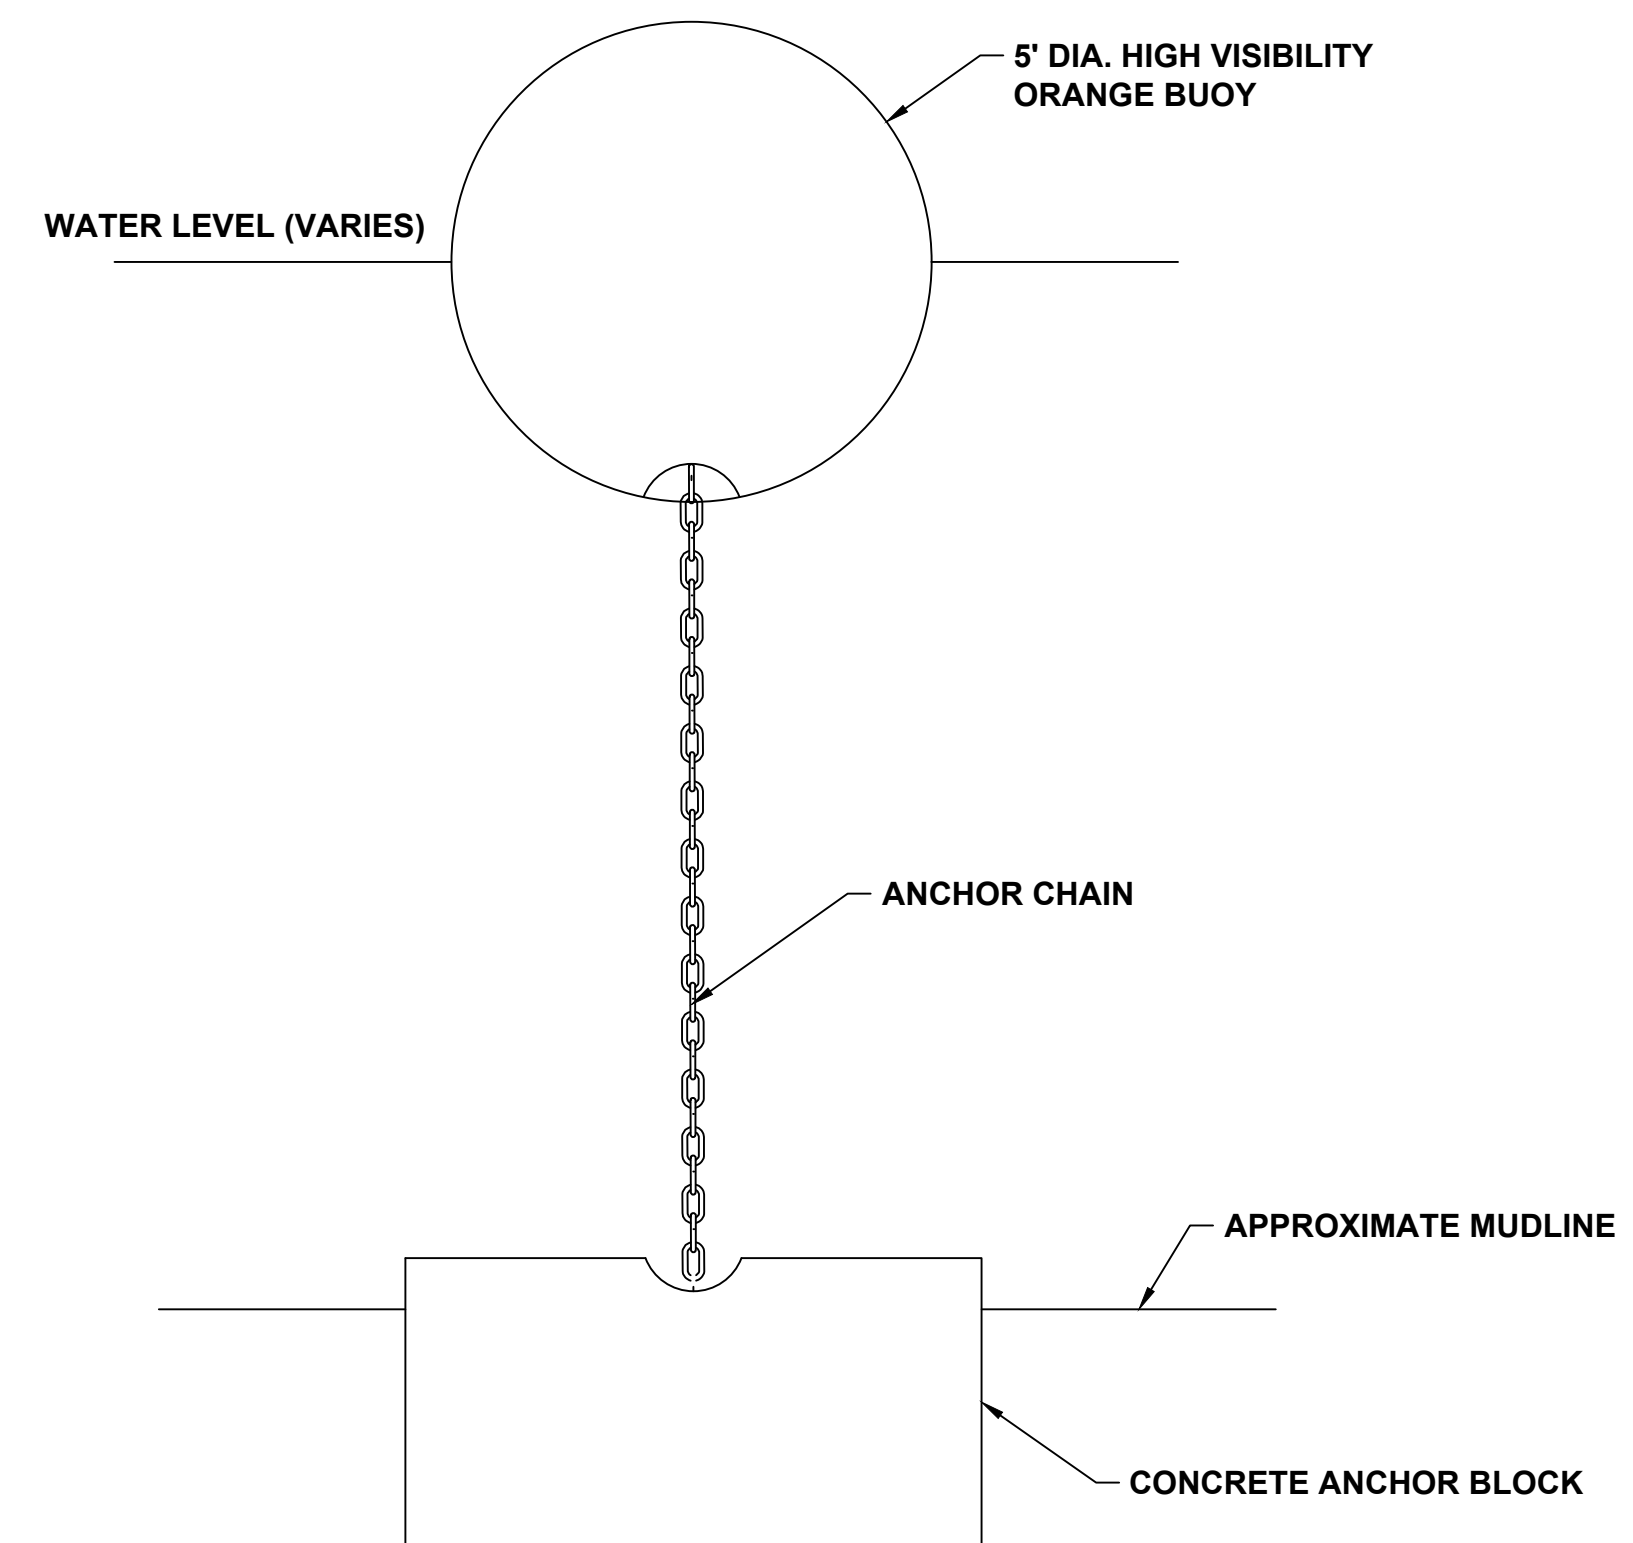 5' DIA. HIGH VISIBILITY
ORANGE BUOY
WATER LEVEL (VARIES)
ANCHOR CHAIN
APPROXIMATE MUDLINE
CONCRETE ANCHOR BLOCK